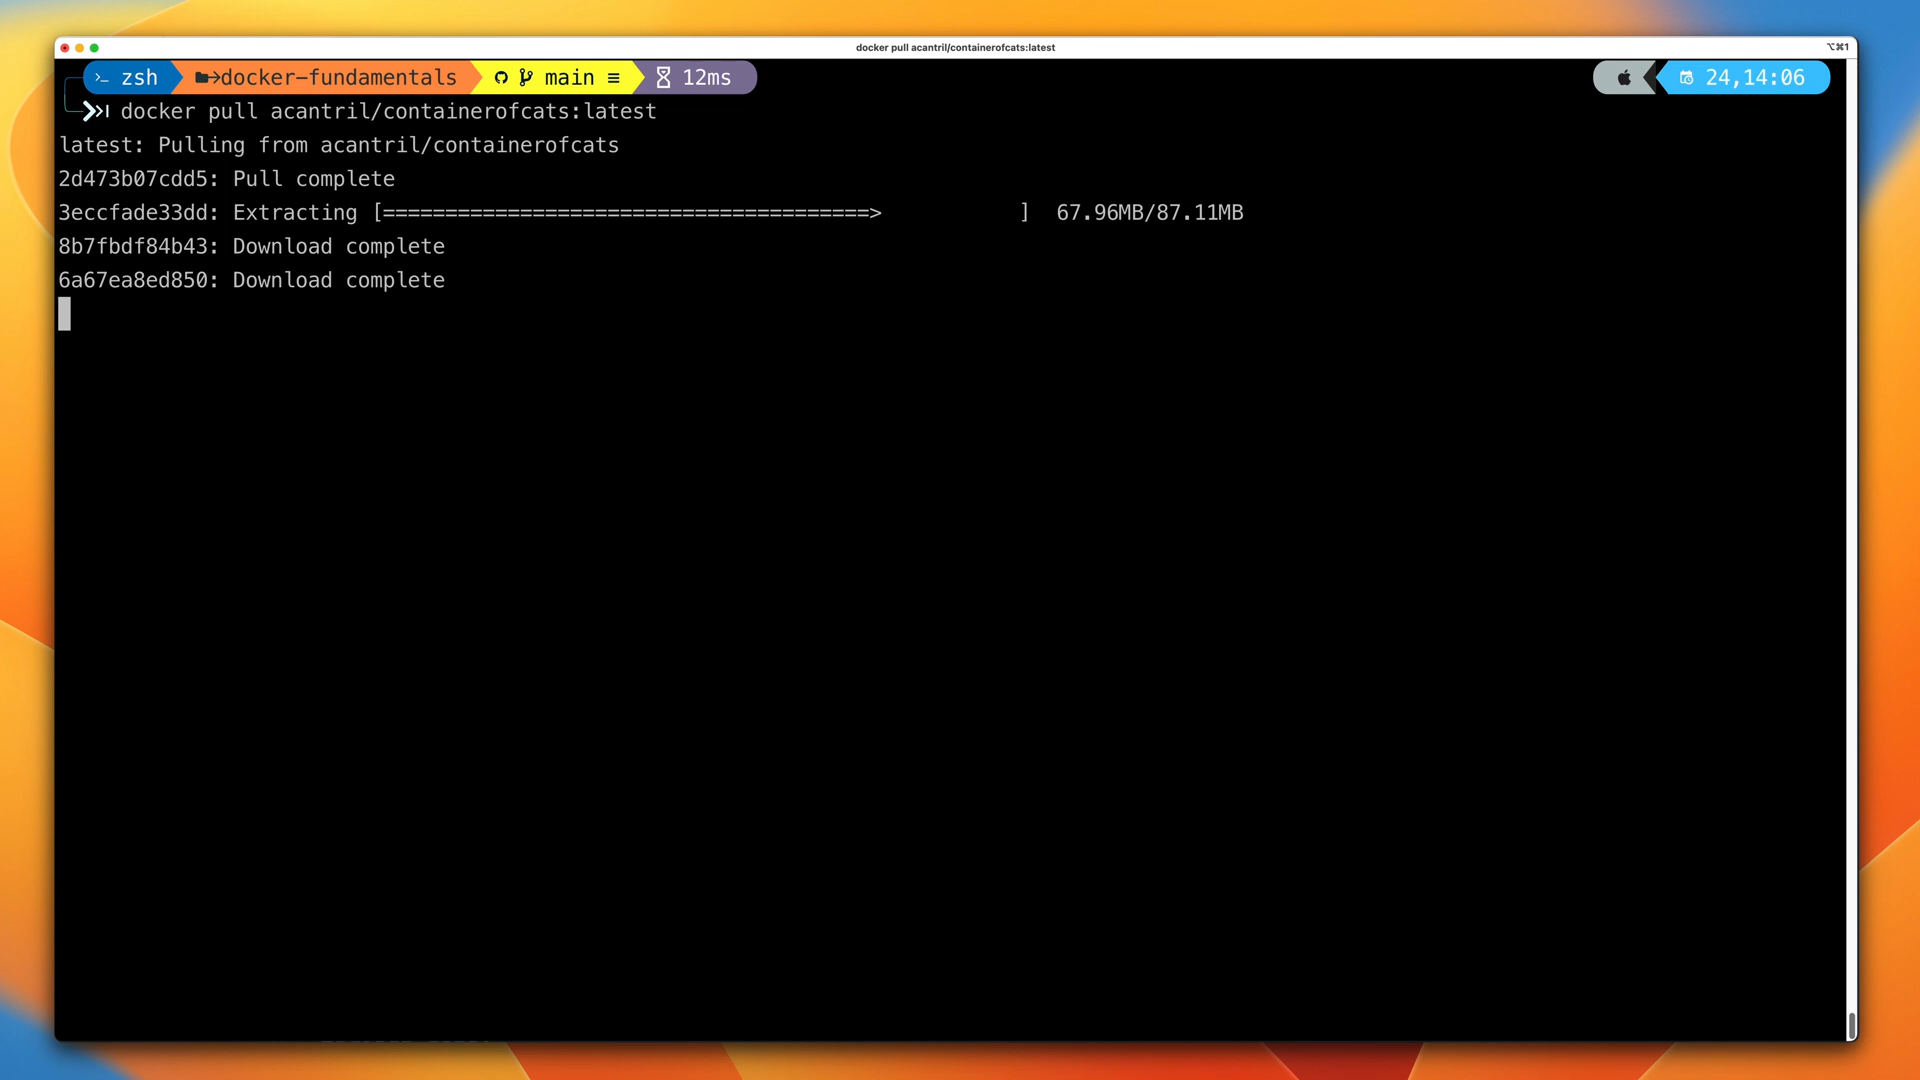 docker pull acantril/containerofcats:latest
⌥⌘1
zsh docker-fundamentals main ≡ 12ms 24,14:06
docker pull acantril/containerofcats:latest
latest: Pulling from acantril/containerofcats
2d473b07cdd5: Pull complete
3eccfade33dd: Extracting [=======================================> ] 67.96MB/87.11MB
8b7fbdf84b43: Download complete
6a67ea8ed850: Download complete